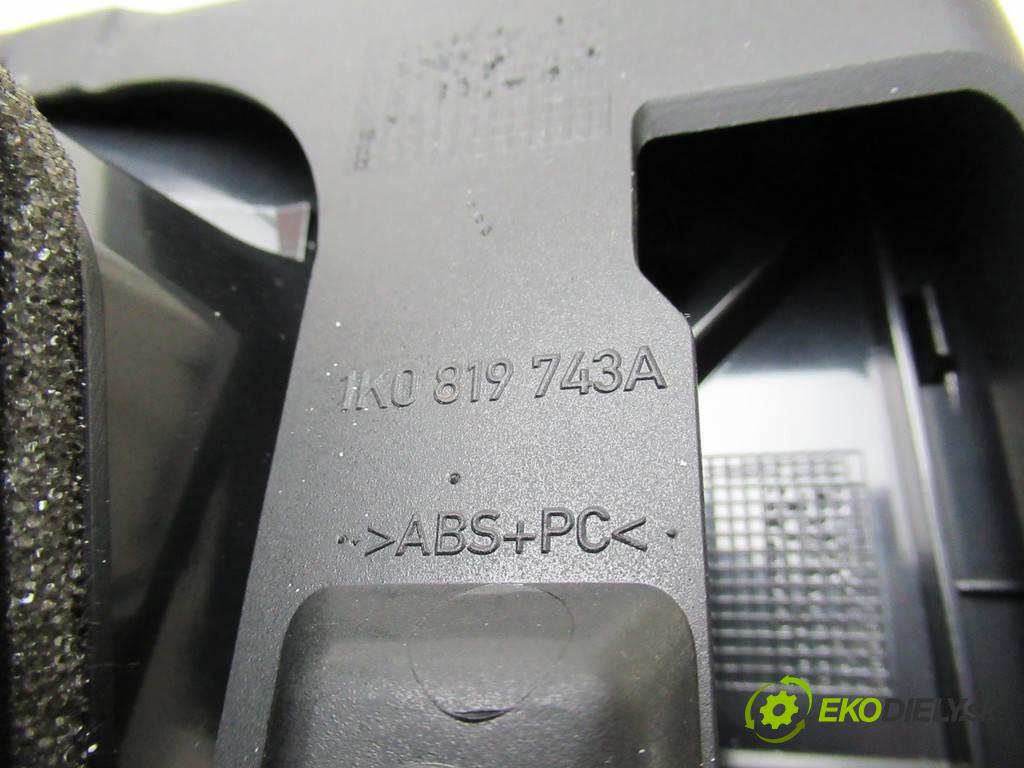 1K0 819 743A
>ABS+PC<
EKODIELY.SK